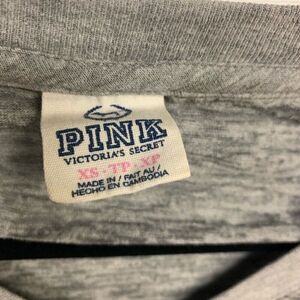 PINK
VICTORIA'S SECRET
XS · TP · XP
MADE IN / FAIT AU /
HECHO EN CAMBODIA